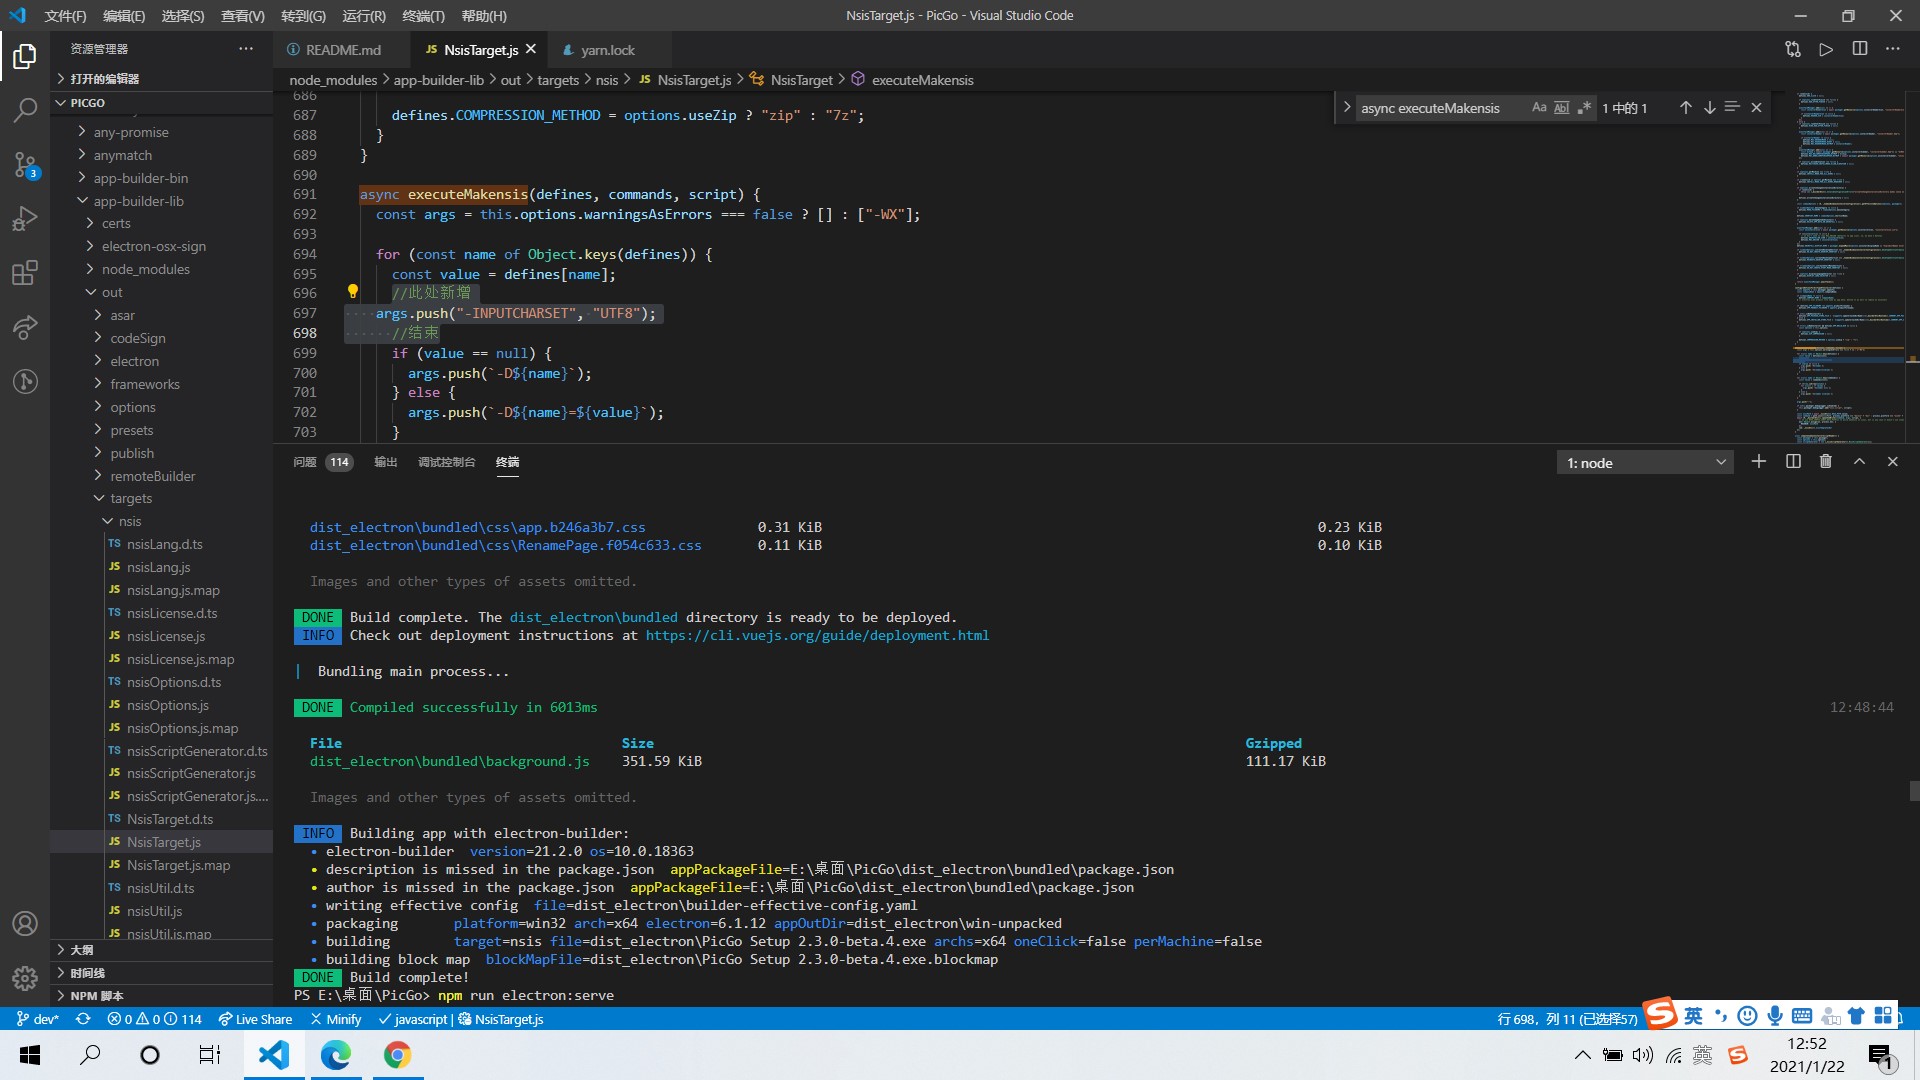 文件(F) 编辑(E) 选择(S) 查看(V) 转到(G) 运行(R) 终端(T) 帮助(H)
NsisTarget.js - PicGo - Visual Studio Code
资源管理器
README.md
NsisTarget.js
yarn.lock
打开的编辑器
node_modules > app-builder-lib > out > targets > nsis > NsisTarget.js > NsisTarget > executeMakensis
PICGO
any-promise
anymatch
app-builder-bin
app-builder-lib
certs
electron-osx-sign
node_modules
out
asar
codeSign
electron
frameworks
options
presets
publish
remoteBuilder
targets
nsis
nsisLang.d.ts
nsisLang.js
nsisLang.js.map
nsisLicense.d.ts
nsisLicense.js
nsisLicense.js.map
nsisOptions.d.ts
nsisOptions.js
nsisOptions.js.map
nsisScriptGenerator.d.ts
nsisScriptGenerator.js
nsisScriptGenerator.js....
NsisTarget.d.ts
NsisTarget.js
NsisTarget.js.map
nsisUtil.d.ts
nsisUtil.js
nsisUtil.js.map
大纲
时间线
NPM 脚本
async executeMakensis Aa Abl .* 1 中的 1
686
687 defines.COMPRESSION_METHOD = options.useZip ? "zip" : "7z";
688 }
689 }
690
691 async executeMakensis(defines, commands, script) {
692 const args = this.options.warningsAsErrors === false ? [] : ["-WX"];
693
694 for (const name of Object.keys(defines)) {
695 const value = defines[name];
696 //此处新增
697 args.push("-INPUTCHARSET", "UTF8");
698 //结束
699 if (value == null) {
700 args.push(`-D${name}`);
701 } else {
702 args.push(`-D${name}=${value}`);
703 }
问题 114 输出 调试控制台 终端
1: node
dist_electron\bundled\css\app.b246a3b7.css 0.31 KiB 0.23 KiB
dist_electron\bundled\css\RenamePage.f054c633.css 0.11 KiB 0.10 KiB
Images and other types of assets omitted.
DONE Build complete. The dist_electron\bundled directory is ready to be deployed.
INFO Check out deployment instructions at https://cli.vuejs.org/guide/deployment.html
| Bundling main process...
DONE Compiled successfully in 6013ms 12:48:44
File Size Gzipped
dist_electron\bundled\background.js 351.59 KiB 111.17 KiB
Images and other types of assets omitted.
INFO Building app with electron-builder:
• electron-builder version=21.2.0 os=10.0.18363
• description is missed in the package.json appPackageFile=E:\桌面\PicGo\dist_electron\bundled\package.json
• author is missed in the package.json appPackageFile=E:\桌面\PicGo\dist_electron\bundled\package.json
• writing effective config file=dist_electron\builder-effective-config.yaml
• packaging platform=win32 arch=x64 electron=6.1.12 appOutDir=dist_electron\win-unpacked
• building target=nsis file=dist_electron\PicGo Setup 2.3.0-beta.4.exe archs=x64 oneClick=false perMachine=false
• building block map blockMapFile=dist_electron\PicGo Setup 2.3.0-beta.4.exe.blockmap
DONE Build complete!
PS E:\桌面\PicGo> npm run electron:serve
dev* 0 0 114 Live Share Minify javascript | NsisTarget.js
行 698，列 11 (已选择57)
英
英
12:52
2021/1/22
1
3